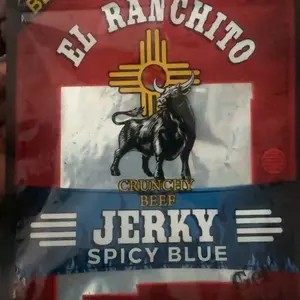 EL RANCHITO
CRUNCHY
BEEF
JERKY
SPICY BLUE